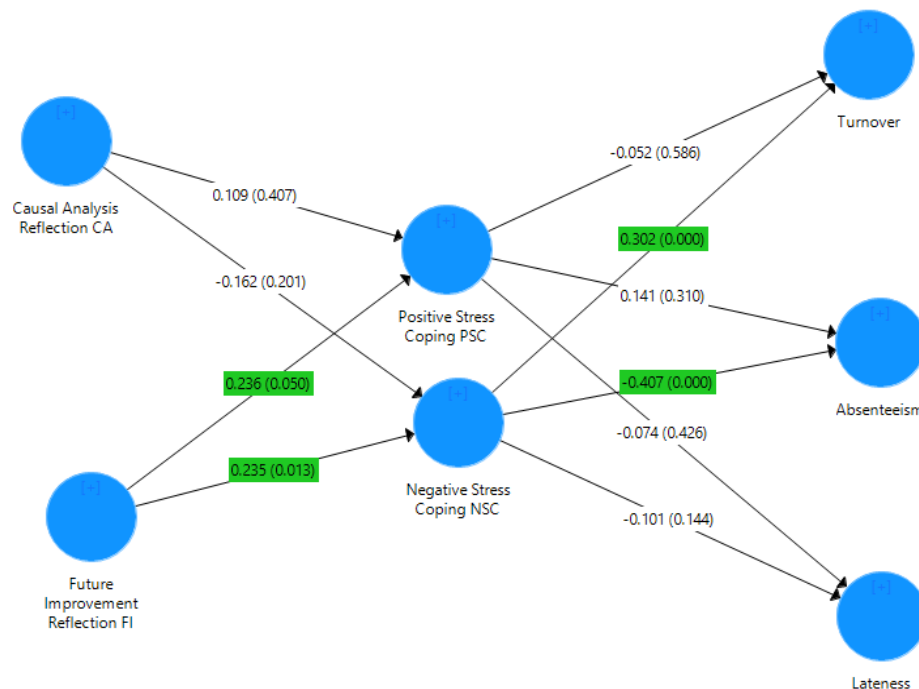 [+]
Turnover
[+]
Causal Analysis
Reflection CA
-0.052 (0.586)
0.109 (0.407)
[+]
Positive Stress
Coping PSC
0.302 (0.000)
-0.162 (0.201)
0.141 (0.310)
[+]
Absenteeism
0.236 (0.050)
-0.407 (0.000)
[+]
Negative Stress
Coping NSC
-0.074 (0.426)
0.235 (0.013)
[+]
Future
Improvement
Reflection FI
-0.101 (0.144)
[+]
Lateness